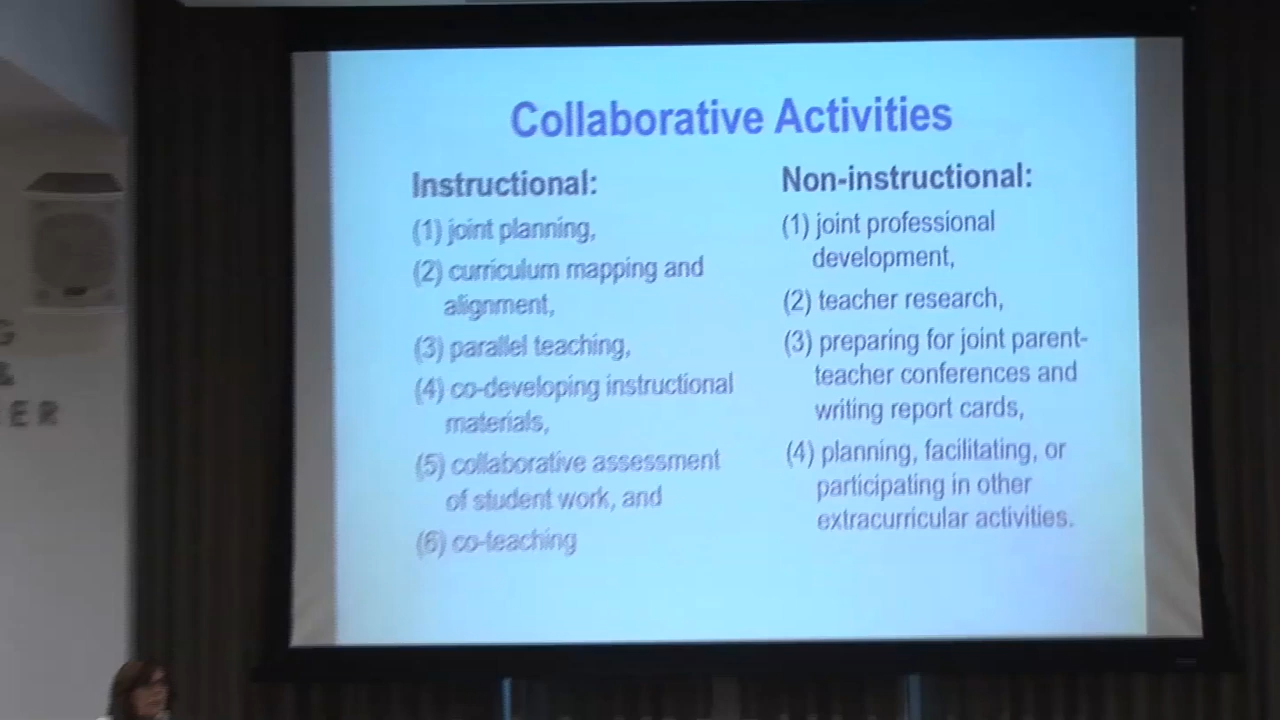 Collaborative Activities
Instructional:
(1) joint planning,
(2) curriculum mapping and
alignment,
(3) parallel teaching,
(4) co-developing instructional
materials,
(5) collaborative assessment
of student work, and
(6) co-teaching
Non-instructional:
(1) joint professional
development,
(2) teacher research,
(3) preparing for joint parent-
teacher conferences and
writing report cards,
(4) planning, facilitating, or
participating in other
extracurricular activities.